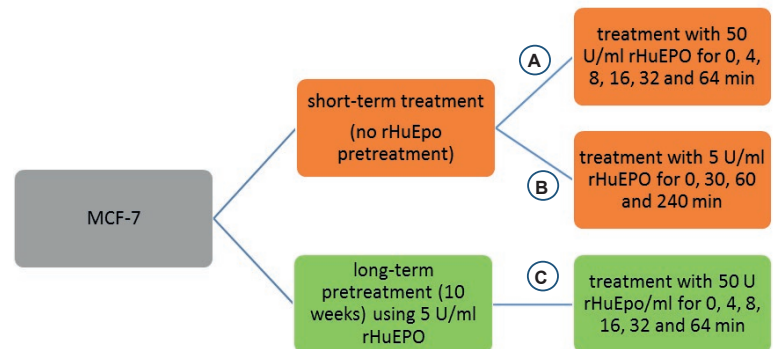 MCF-7
short-term treatment
(no rHuEpo
pretreatment)
long-term
pretreatment (10
weeks) using 5 U/ml
rHuEPO
A
treatment with 50
U/ml rHuEPO for 0, 4,
8, 16, 32 and 64 min
B
treatment with 5 U/ml
rHuEPO for 0, 30, 60
and 240 min
C
treatment with 50 U
rHuEpo/ml for 0, 4, 8,
16, 32 and 64 min